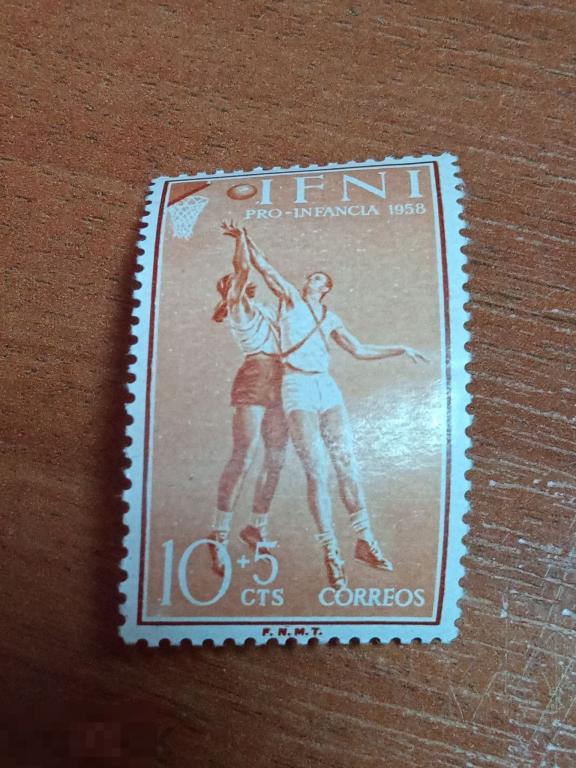 IFNI
PRO-INFANCIA 1958
10+5
CTS CORREOS
F.N.M.T.